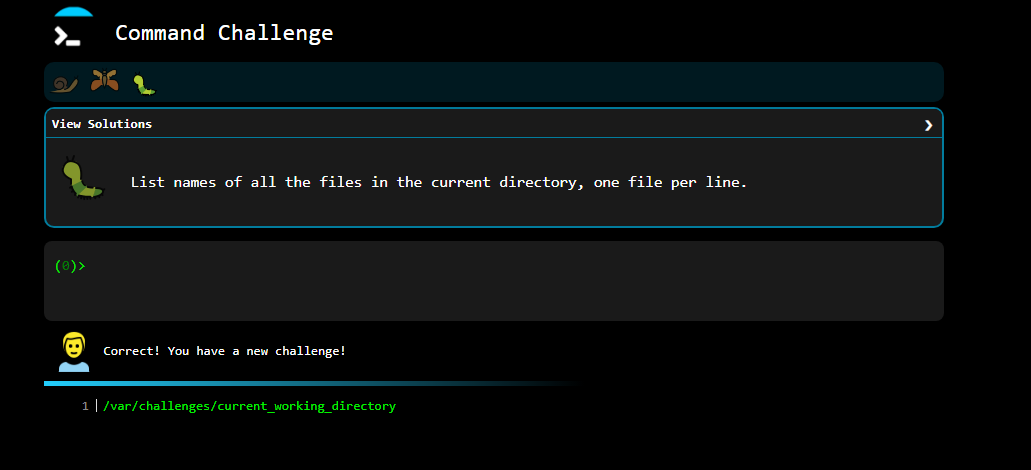 Command Challenge
View Solutions ❯
List names of all the files in the current directory, one file per line.
(0)>
Correct! You have a new challenge!
1 /var/challenges/current_working_directory